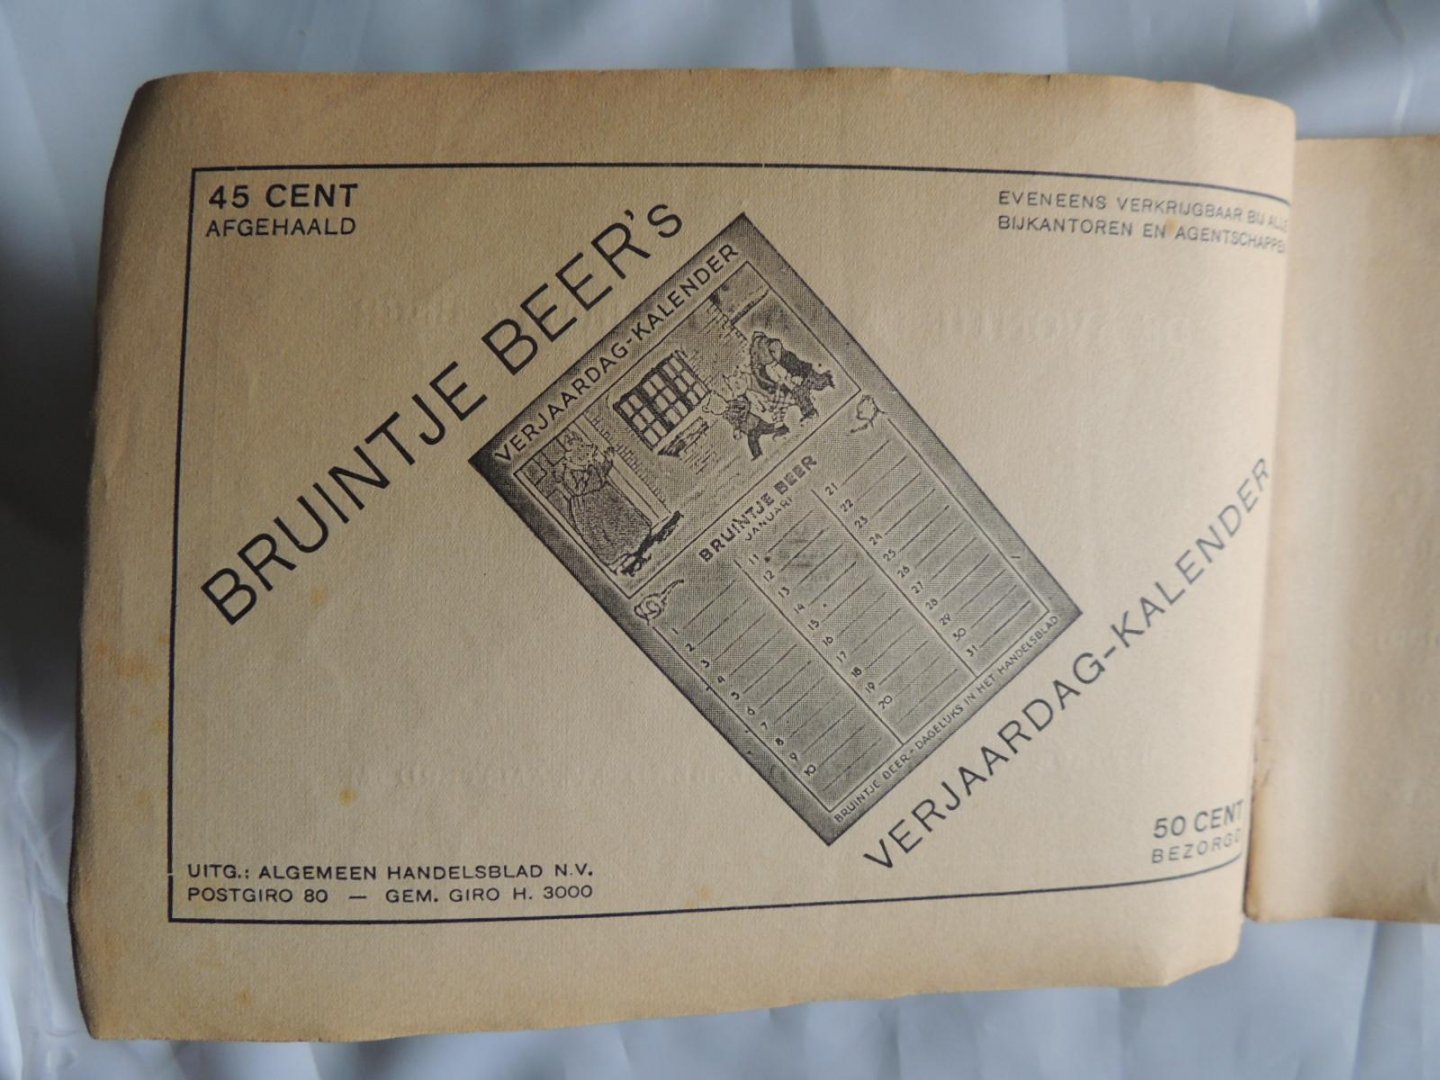 45 CENT
AFGEHAALD
EVENEENS VERKRIJGBAAR BIJ ALLE
BIJKANTOREN EN AGENTSCHAPPEN
BRUINTJE BEER'S
VERJAARDAG-KALENDER
BRUINTJE BEER
JANUARI
1
2
3
4
5
6
7
8
9
10
11
12
13
14
15
16
17
18
19
20
21
22
23
24
25
26
27
28
29
30
31
BRUINTJE BEER - DAGELIJKS IN HET HANDELSBLAD
VERJAARDAG-KALENDER
50 CENT
BEZORGD
UITG.: ALGEMEEN HANDELSBLAD N.V.
POSTGIRO 80 — GEM. GIRO H. 3000